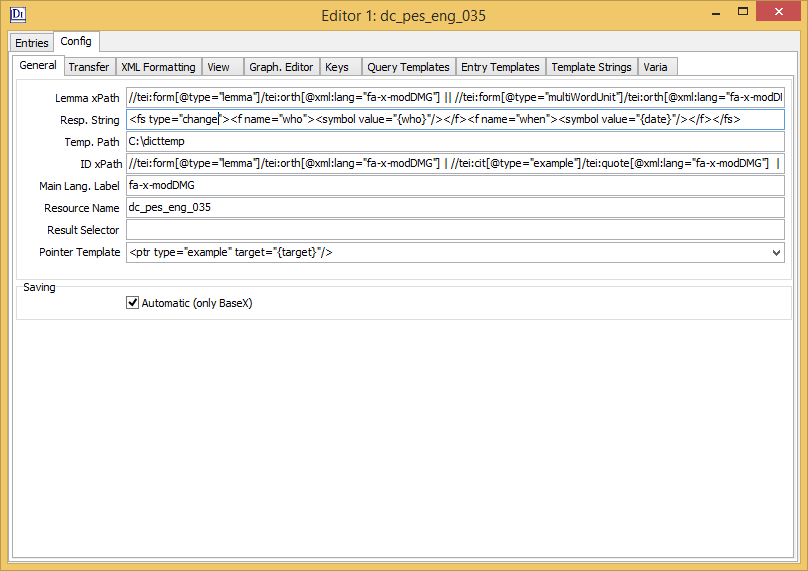 Editor 1: dc_pes_eng_035
Entries Config
General Transfer XML Formatting View Graph. Editor Keys Query Templates Entry Templates Template Strings Varia
Lemma xPath //tei:form[@type="lemma"]/tei:orth[@xml:lang="fa-x-modDMG"] || //tei:form[@type="multiWordUnit"]/tei:orth[@xml:lang="fa-x-modDM
Resp. String <fs type="change"><f name="who"><symbol value="{who}"/></f><f name="when"><symbol value="{date}"/></f></fs>
Temp. Path C:\dicttemp
ID xPath //tei:form[@type="lemma"]/tei:orth[@xml:lang="fa-x-modDMG"] | //tei:cit[@type="example"]/tei:quote[@xml:lang="fa-x-modDMG"] |
Main Lang. Label fa-x-modDMG
Resource Name dc_pes_eng_035
Result Selector
Pointer Template <ptr type="example" target="{target}"/>
Saving
Automatic (only BaseX)